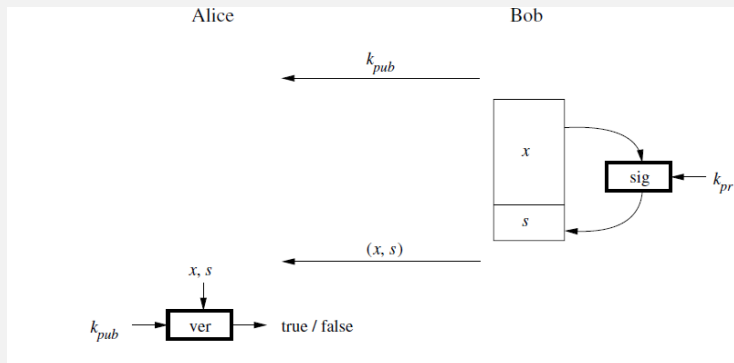 Alice
Bob
k_pub
x
sig
k_pr
s
(x, s)
x, s
k_pub
ver
true / false